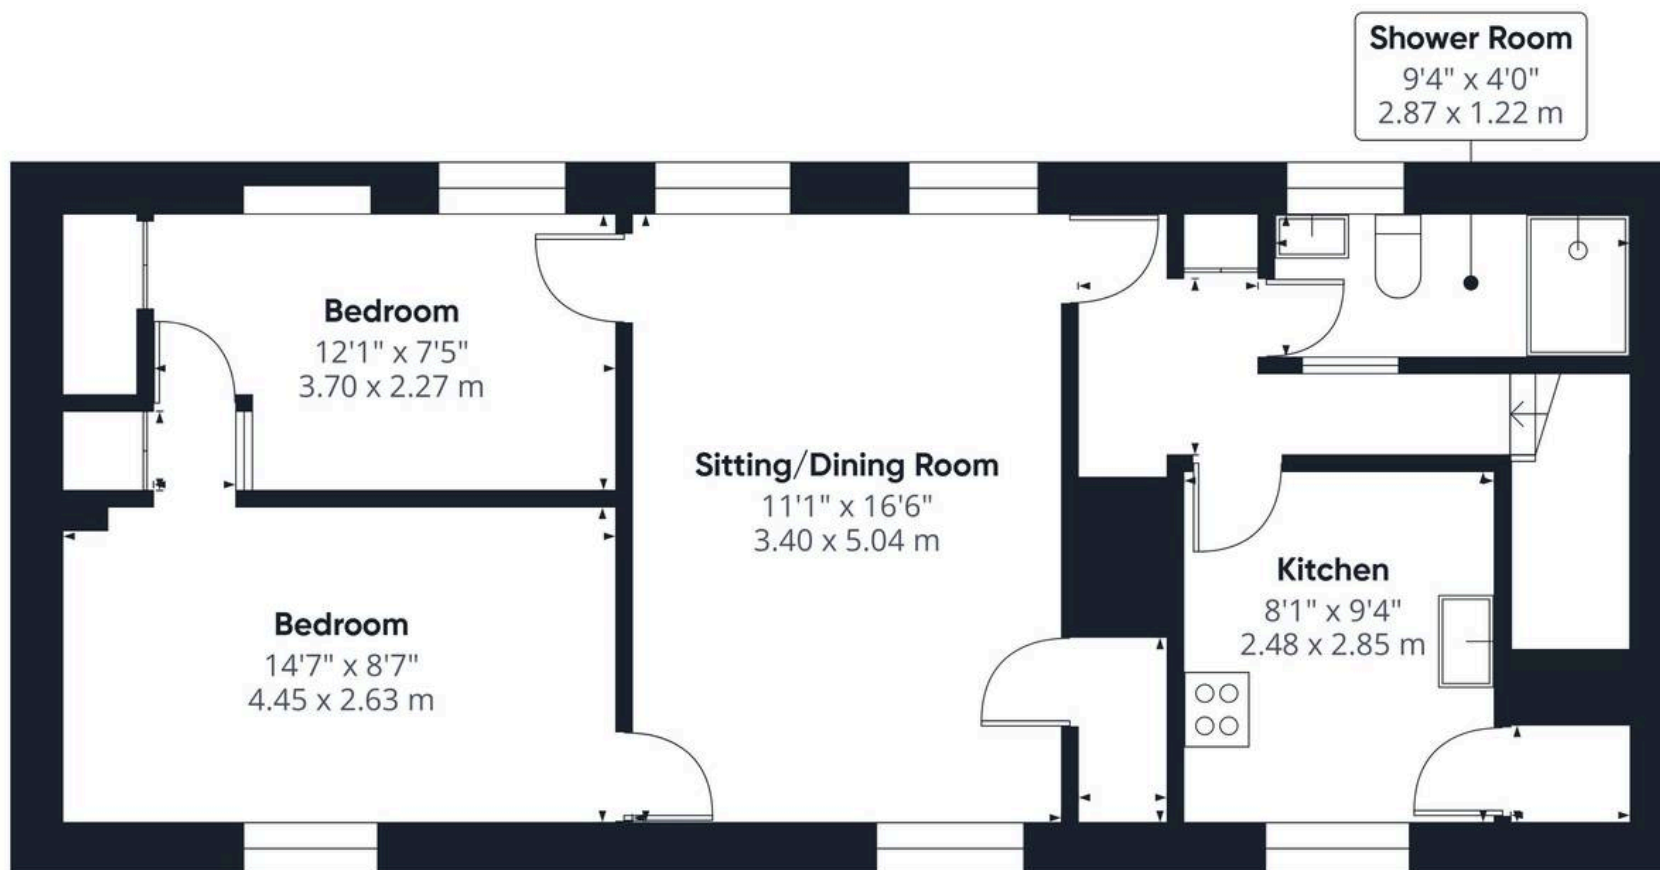 Shower Room
9'4" x 4'0"
2.87 x 1.22 m
Bedroom
12'1" x 7'5"
3.70 x 2.27 m
Sitting/Dining Room
11'1" x 16'6"
3.40 x 5.04 m
Kitchen
8'1" x 9'4"
2.48 x 2.85 m
Bedroom
14'7" x 8'7"
4.45 x 2.63 m